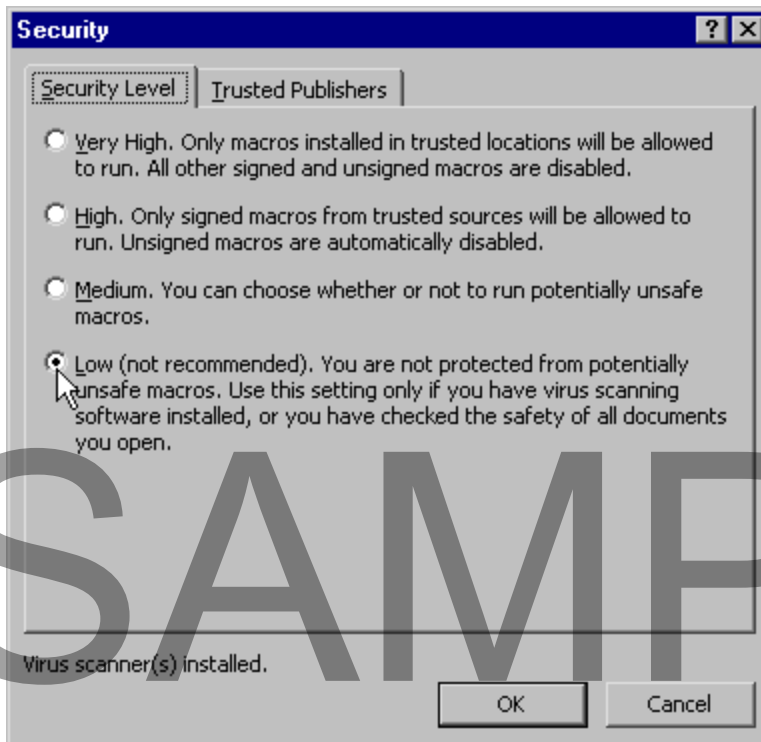 Security
Security Level
Trusted Publishers
Very High. Only macros installed in trusted locations will be allowed
to run. All other signed and unsigned macros are disabled.
High. Only signed macros from trusted sources will be allowed to
run. Unsigned macros are automatically disabled.
Medium. You can choose whether or not to run potentially unsafe
macros.
Low (not recommended). You are not protected from potentially
unsafe macros. Use this setting only if you have virus scanning
software installed, or you have checked the safety of all documents
you open.
SAMP
Virus scanner(s) installed.
OK
Cancel